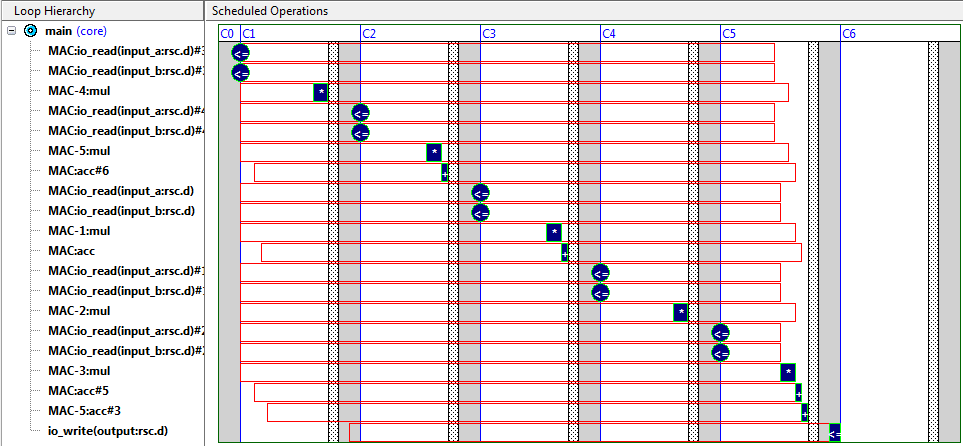 Loop Hierarchy
Scheduled Operations
main (core)
C0 C1 C2 C3 C4 C5 C6
MAC:io_read(input_a:rsc.d)#3 <=
MAC:io_read(input_b:rsc.d)#3 <=
MAC-4:mul *
MAC:io_read(input_a:rsc.d)#4 <=
MAC:io_read(input_b:rsc.d)#4 <=
MAC-5:mul *
MAC:acc#6 +
MAC:io_read(input_a:rsc.d) <=
MAC:io_read(input_b:rsc.d) <=
MAC-1:mul *
MAC:acc +
MAC:io_read(input_a:rsc.d)#1 <=
MAC:io_read(input_b:rsc.d)#1 <=
MAC-2:mul *
MAC:io_read(input_a:rsc.d)#2 <=
MAC:io_read(input_b:rsc.d)#2 <=
MAC-3:mul *
MAC:acc#5 +
MAC-5:acc#3 +
io_write(output:rsc.d) <=